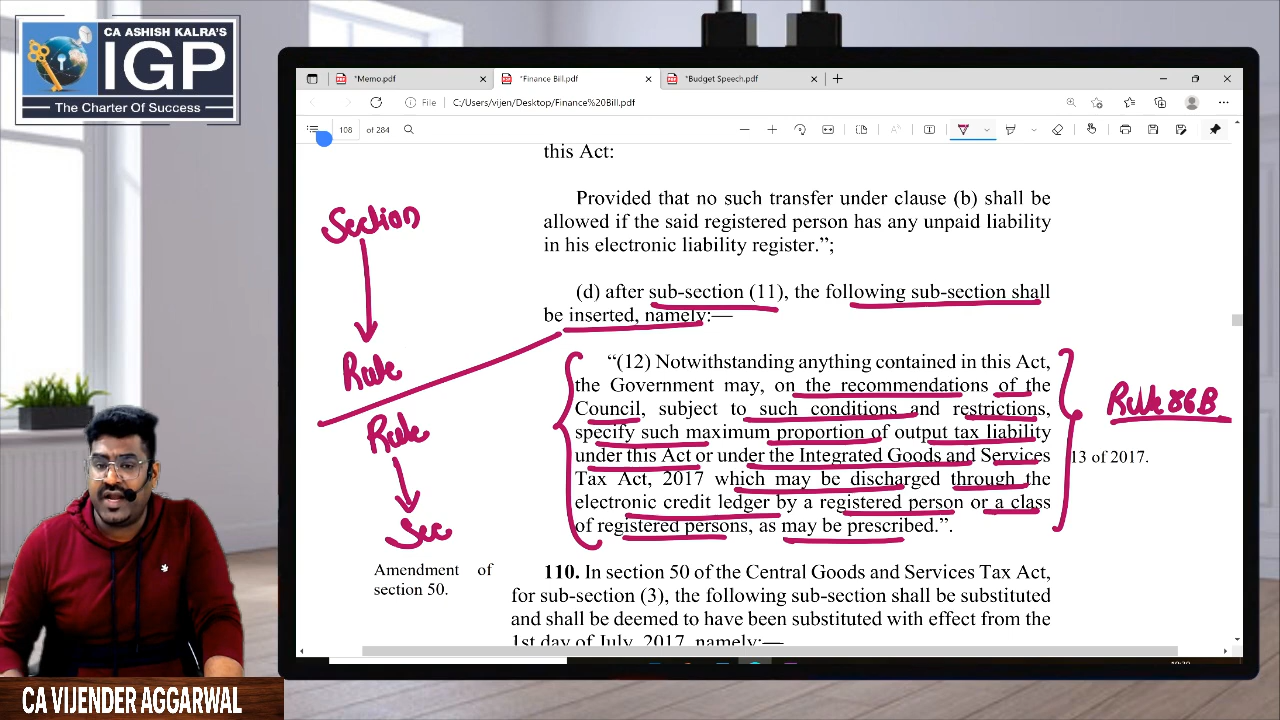 CA ASHISH KALRA'S
IGP
The Charter Of Success
*Memo.pdf
*Finance Bill.pdf
*Budget Speech.pdf
File
C:/Users/vijen/Desktop/Finance%20Bill.pdf
108 of 284
this Act:
Provided that no such transfer under clause (b) shall be
allowed if the said registered person has any unpaid liability
in his electronic liability register.”;
(d) after sub-section (11), the following sub-section shall
be inserted, namely:—
“(12) Notwithstanding anything contained in this Act,
the Government may, on the recommendations of the
Council, subject to such conditions and restrictions,
specify such maximum proportion of output tax liability
under this Act or under the Integrated Goods and Services
Tax Act, 2017 which may be discharged through the
electronic credit ledger by a registered person or a class
of registered persons, as may be prescribed.”.
13 of 2017.
Section
Rule
Rule
Sec
Rule 86B
Amendment of
section 50.
110. In section 50 of the Central Goods and Services Tax Act,
for sub-section (3), the following sub-section shall be substituted
and shall be deemed to have been substituted with effect from the
1st day of July, 2017, namely:—
CA VIJENDER AGGARWAL